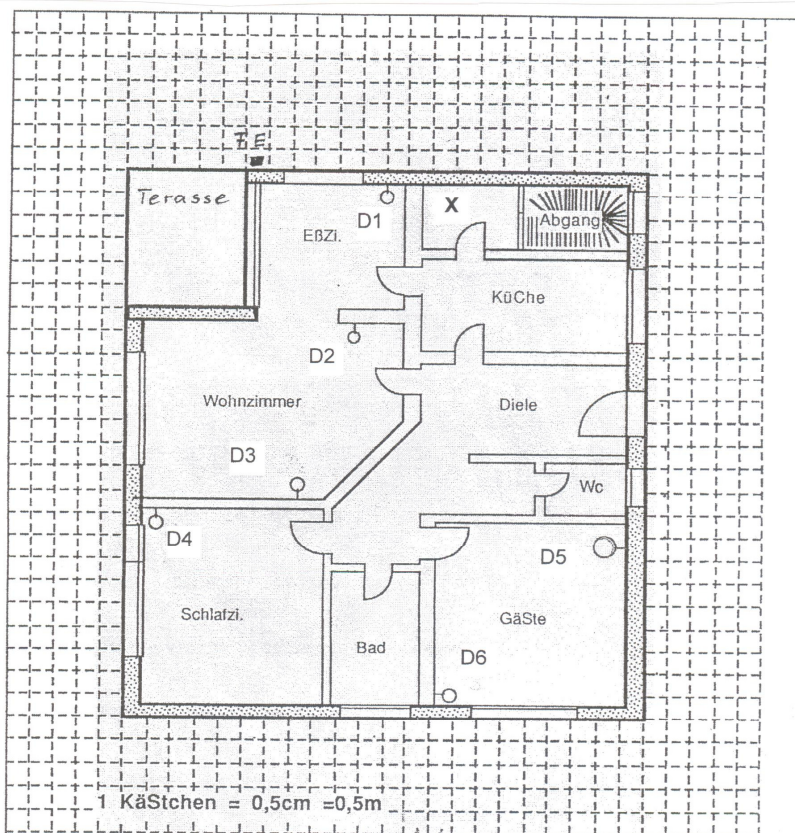 T E
Terasse
D1
X
Abgang
EßZi.
KüChe
D2
Wohnzimmer
Diele
D3
Wc
D4
D5
Schlafzi.
GäSte
Bad
D6
1 KäStchen = 0,5cm =0,5m